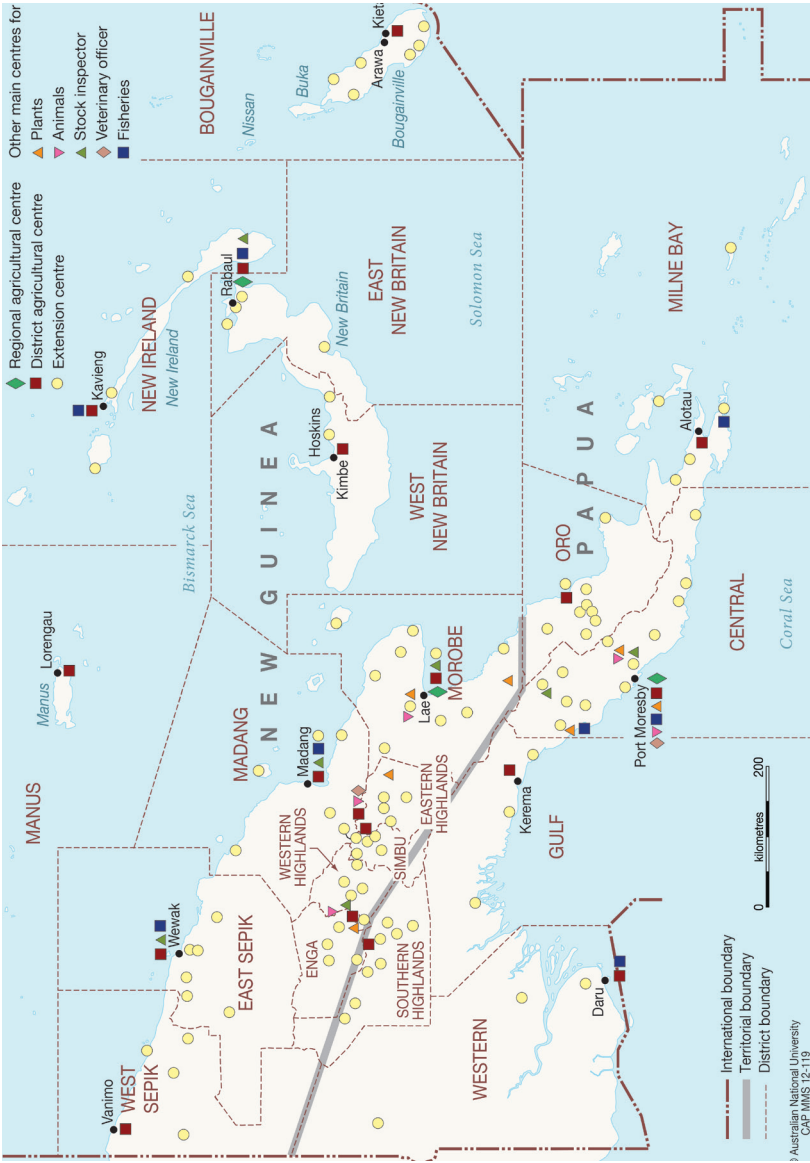 Regional agricultural centre
District agricultural centre
Extension centre
Other main centres for
Plants
Animals
Stock inspector
Veterinary officer
Fisheries
MANUS
Manus
Lorengau
Bismarck Sea
NEW IRELAND
New Ireland
Kavieng
BOUGAINVILLE
Nissan
Buka
Bougainville
Arawa
Kieta
Vanimo
WEST
SEPIK
Wewak
EAST SEPIK
MADANG
Madang
NEW GUINEA
Rabaul
EAST
NEW BRITAIN
New Britain
Hoskins
Kimbe
WEST
NEW BRITAIN
Solomon Sea
ENGA
WESTERN
HIGHLANDS
SIMBU
EASTERN
HIGHLANDS
SOUTHERN
HIGHLANDS
Lae
MOROBE
WESTERN
Daru
GULF
Kerema
PAPUA
ORO
Port Moresby
CENTRAL
Coral Sea
Alotau
MILNE BAY
International boundary
Territorial boundary
District boundary
0
kilometres
200
© Australian National University
CAP MMS 12-119